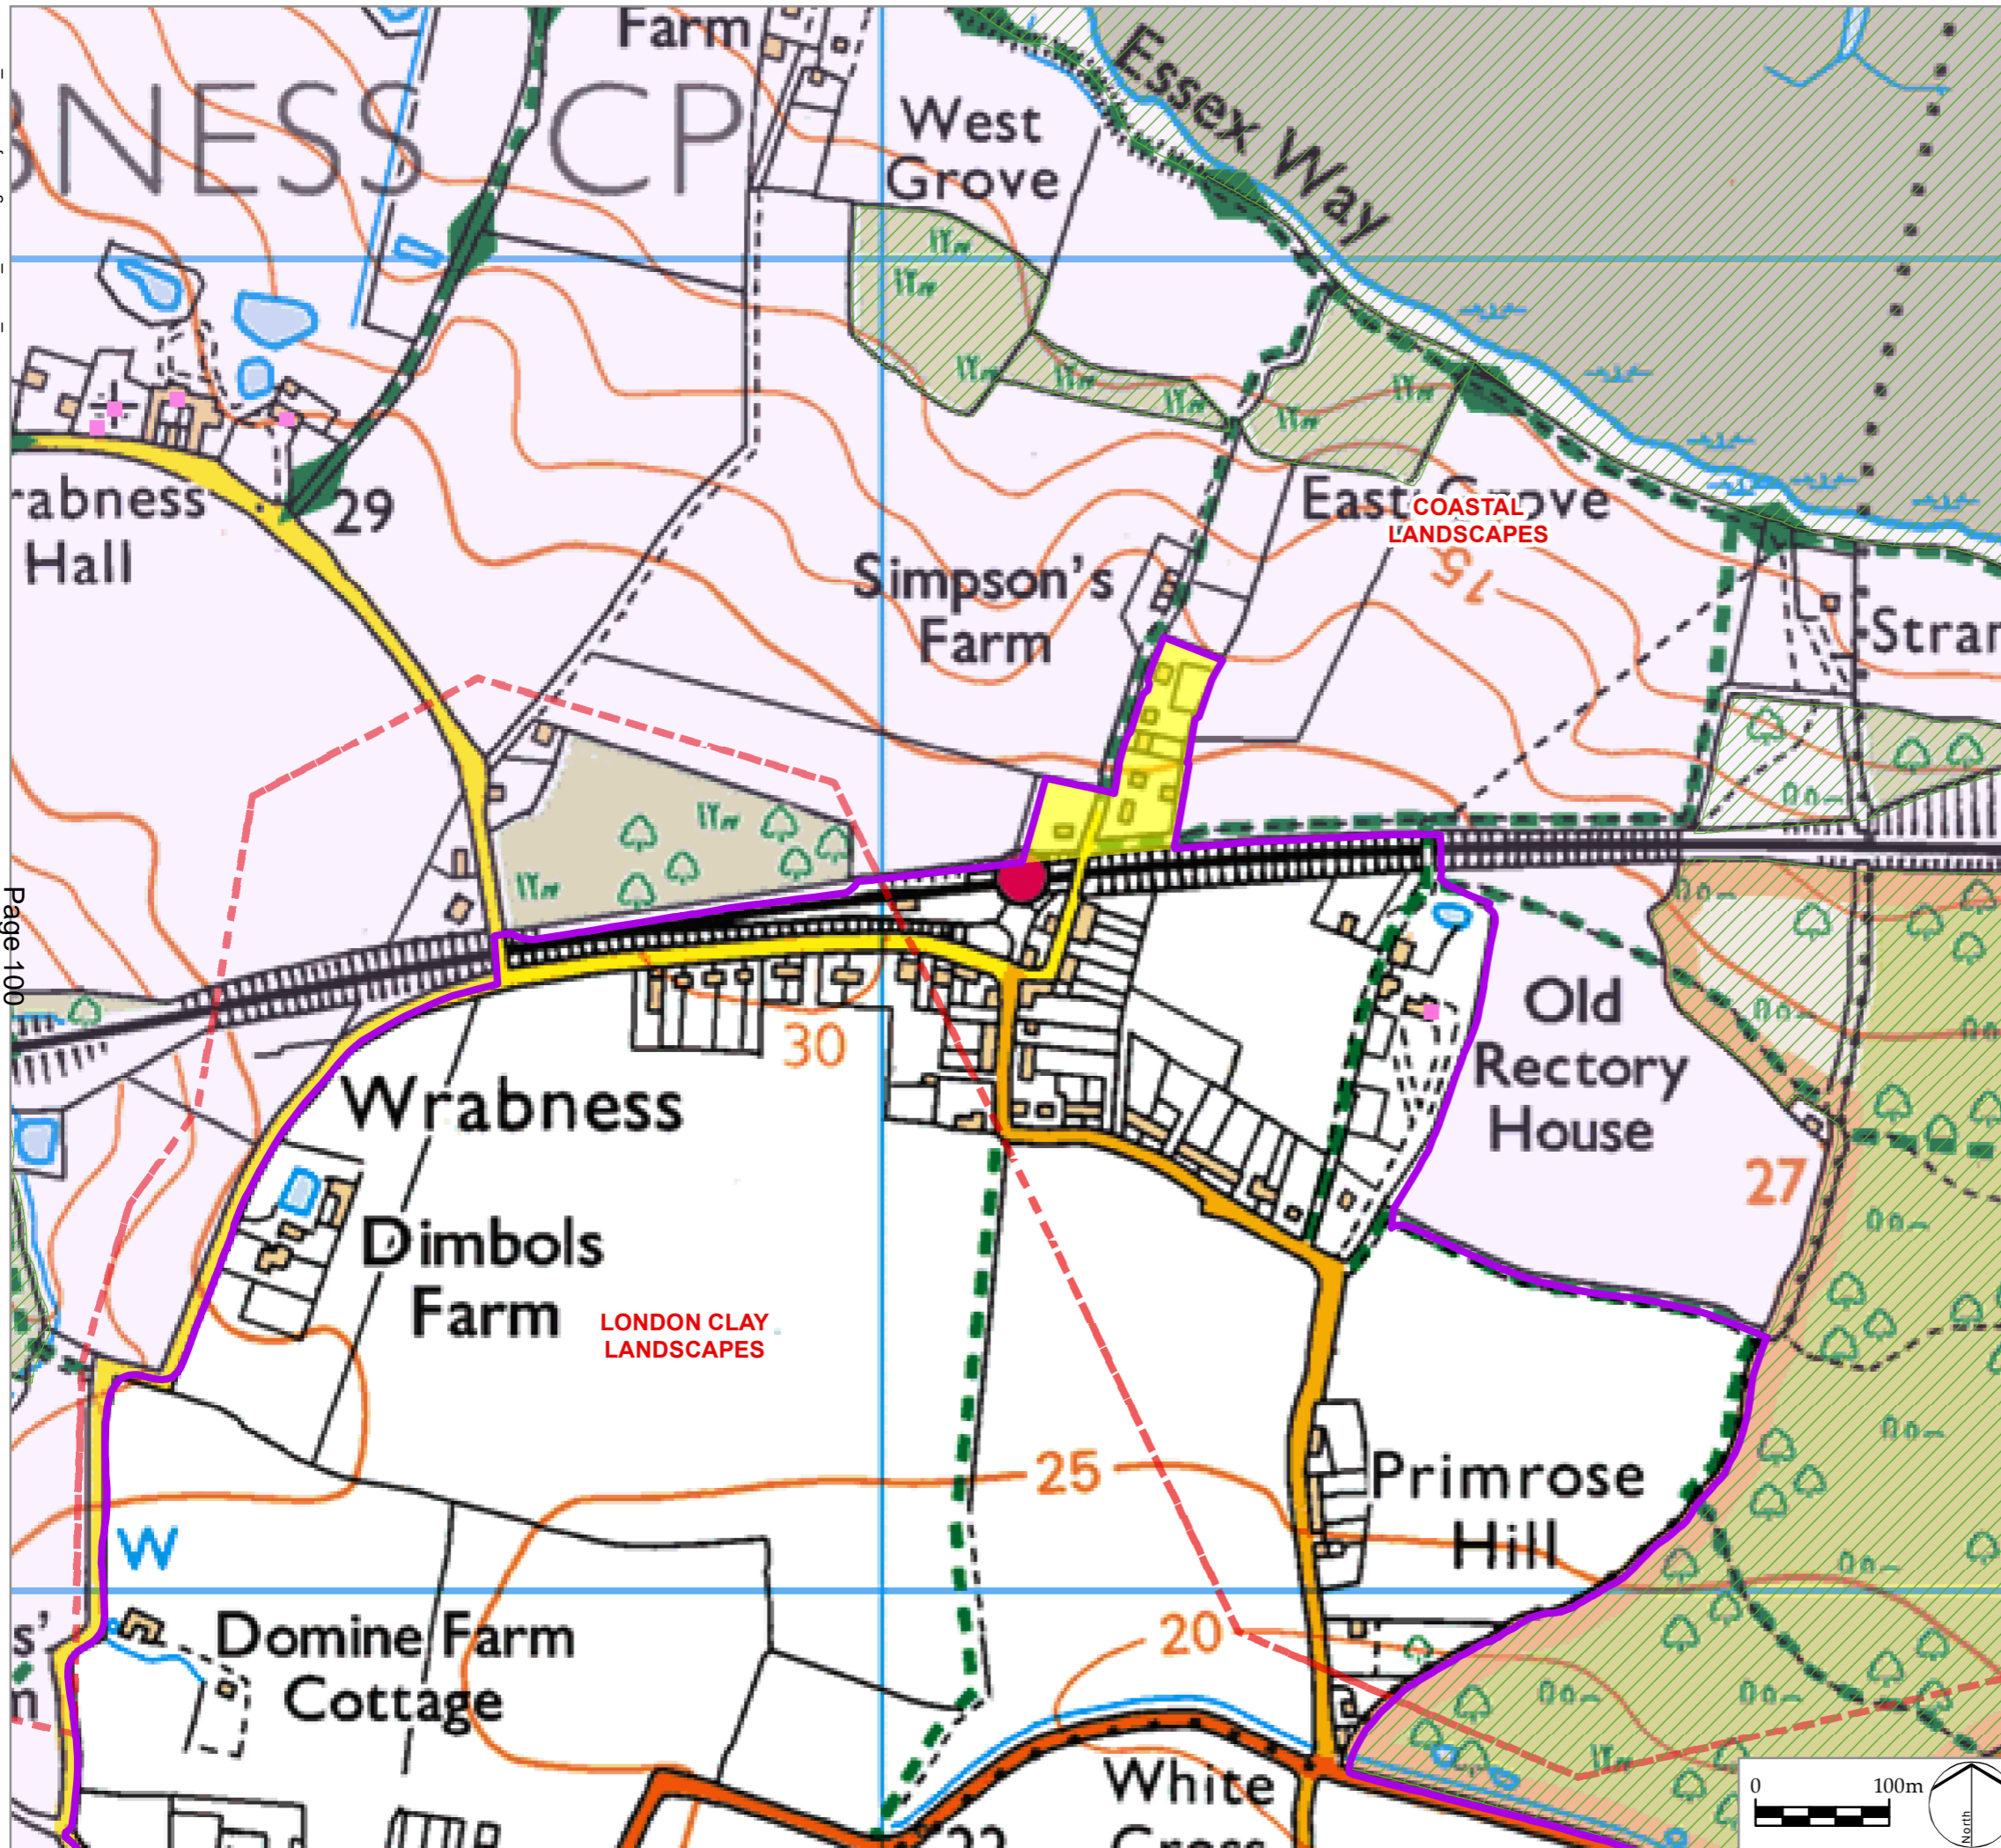 Farm
BNESS CP
West
Grove
Essex Way
rabness
Hall
29
East Grove
COASTAL
LANDSCAPES
15
Simpson's
Farm
Stran
Page 100
30
Wrabness
Old
Rectory
House
27
Dimbols
Farm
LONDON CLAY
LANDSCAPES
25
Primrose
Hill
W
20
s'
m
Domine Farm
Cottage
White
Cross
22
0 100m
North